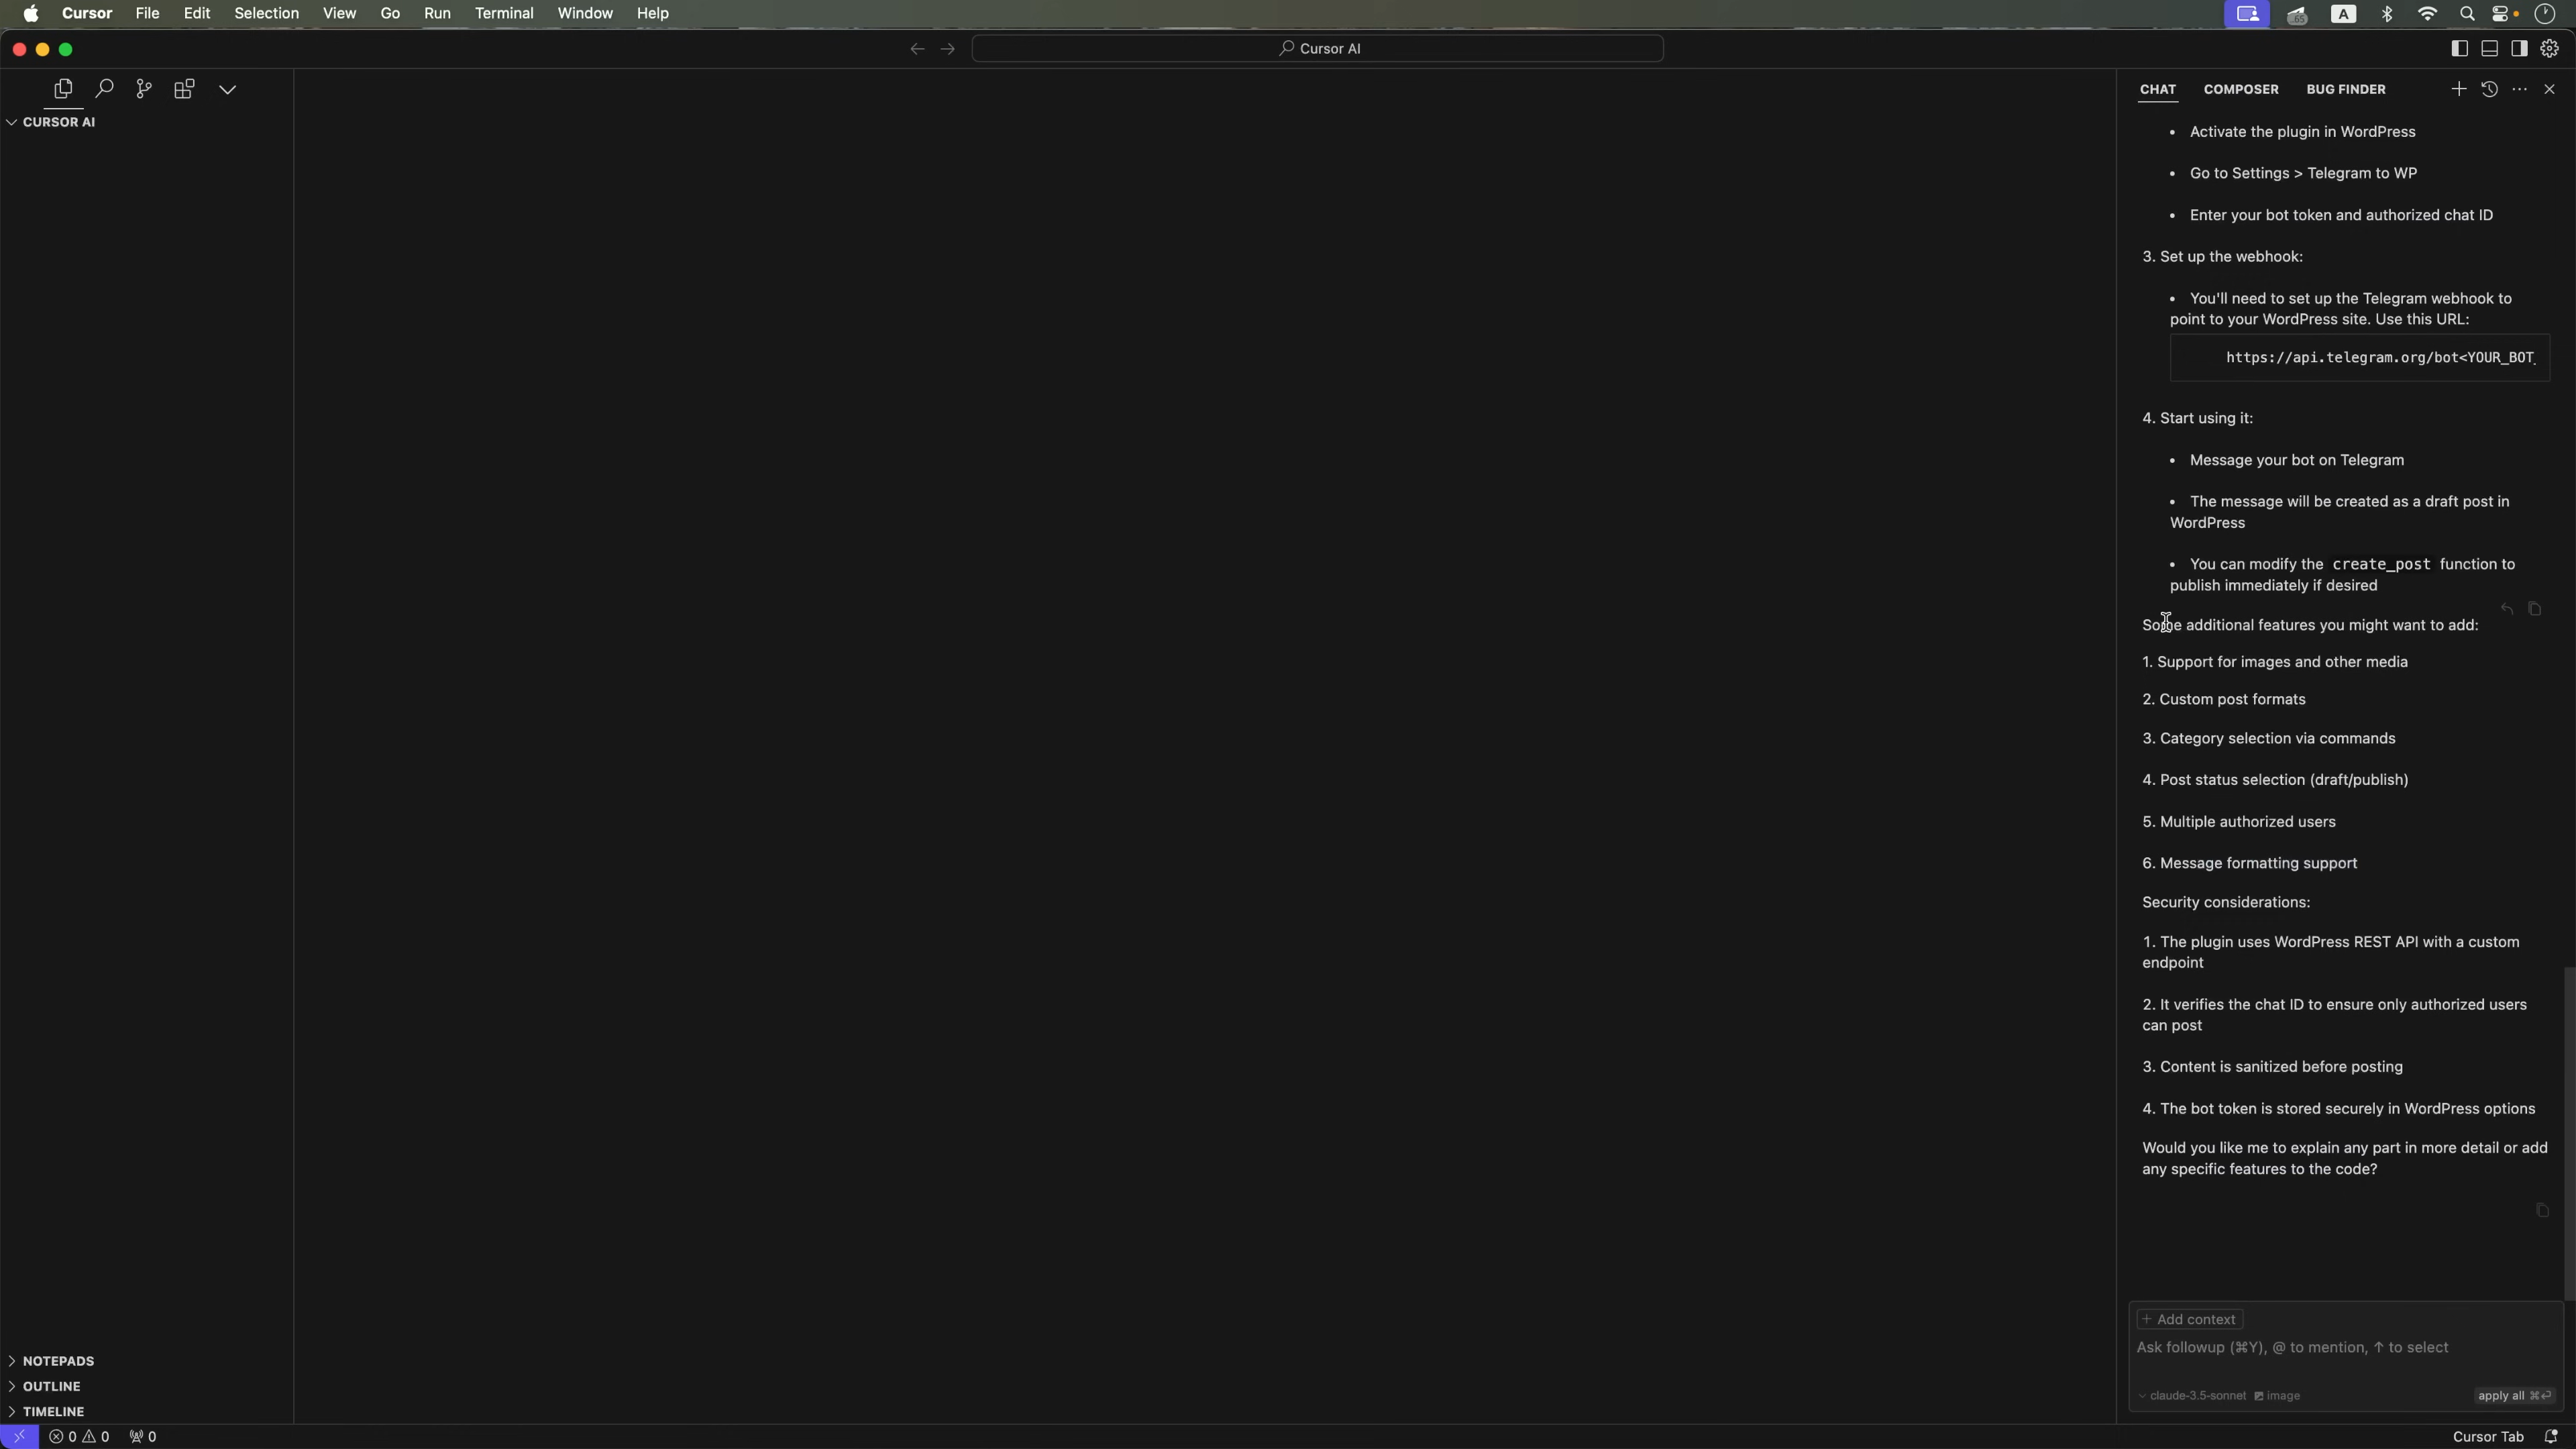 Cursor File Edit Selection View Go Run Terminal Window Help
65 A
Cursor AI
CHAT COMPOSER BUG FINDER
CURSOR AI
• Activate the plugin in WordPress
• Go to Settings > Telegram to WP
• Enter your bot token and authorized chat ID
3. Set up the webhook:
• You'll need to set up the Telegram webhook to
point to your WordPress site. Use this URL:
https://api.telegram.org/bot<YOUR_BOT_
4. Start using it:
• Message your bot on Telegram
• The message will be created as a draft post in
WordPress
• You can modify the create_post function to
publish immediately if desired
Some additional features you might want to add:
1. Support for images and other media
2. Custom post formats
3. Category selection via commands
4. Post status selection (draft/publish)
5. Multiple authorized users
6. Message formatting support
Security considerations:
1. The plugin uses WordPress REST API with a custom
endpoint
2. It verifies the chat ID to ensure only authorized users
can post
3. Content is sanitized before posting
4. The bot token is stored securely in WordPress options
Would you like me to explain any part in more detail or add
any specific features to the code?
+ Add context
Ask followup (⌘Y), @ to mention, ↑ to select
claude-3.5-sonnet image
apply all ⌘⏎
NOTEPADS
OUTLINE
TIMELINE
0 0 0
Cursor Tab